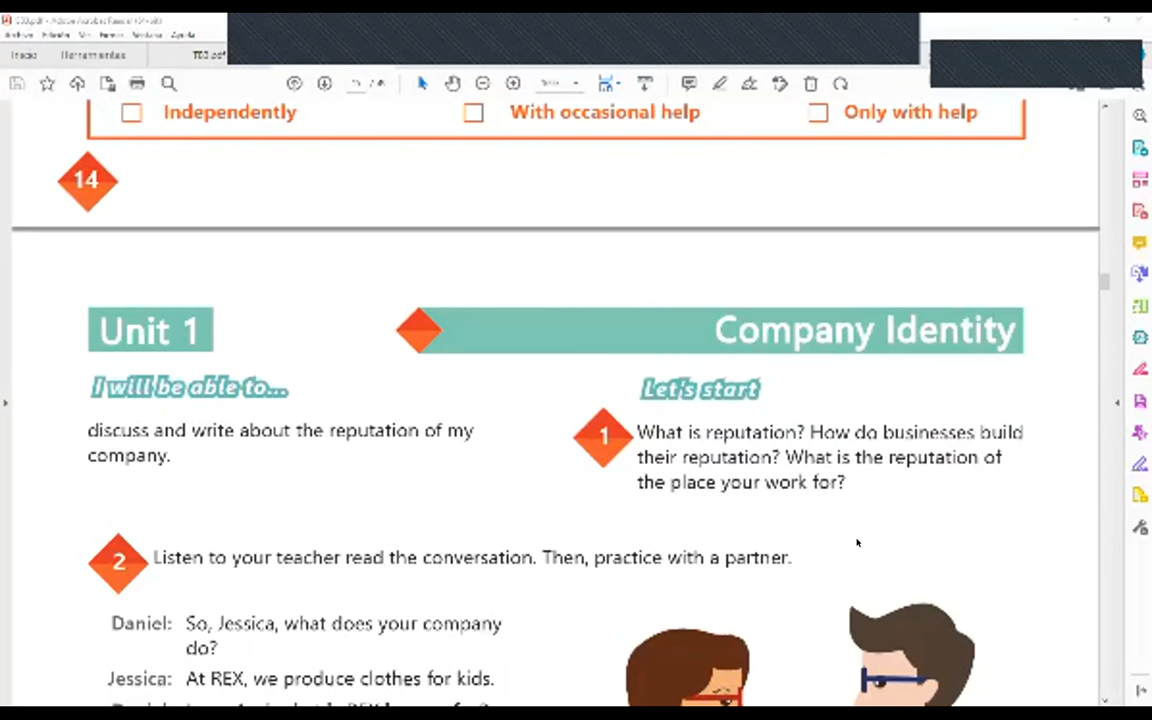 Inicio
Herramientas
Independently
With occasional help
Only with help
14
Unit 1
Company Identity
I will be able to...
Let's start
discuss and write about the reputation of my
company.
1
What is reputation? How do businesses build
their reputation? What is the reputation of
the place your work for?
2
Listen to your teacher read the conversation. Then, practice with a partner.
Daniel: So, Jessica, what does your company
do?
Jessica: At REX, we produce clothes for kids.